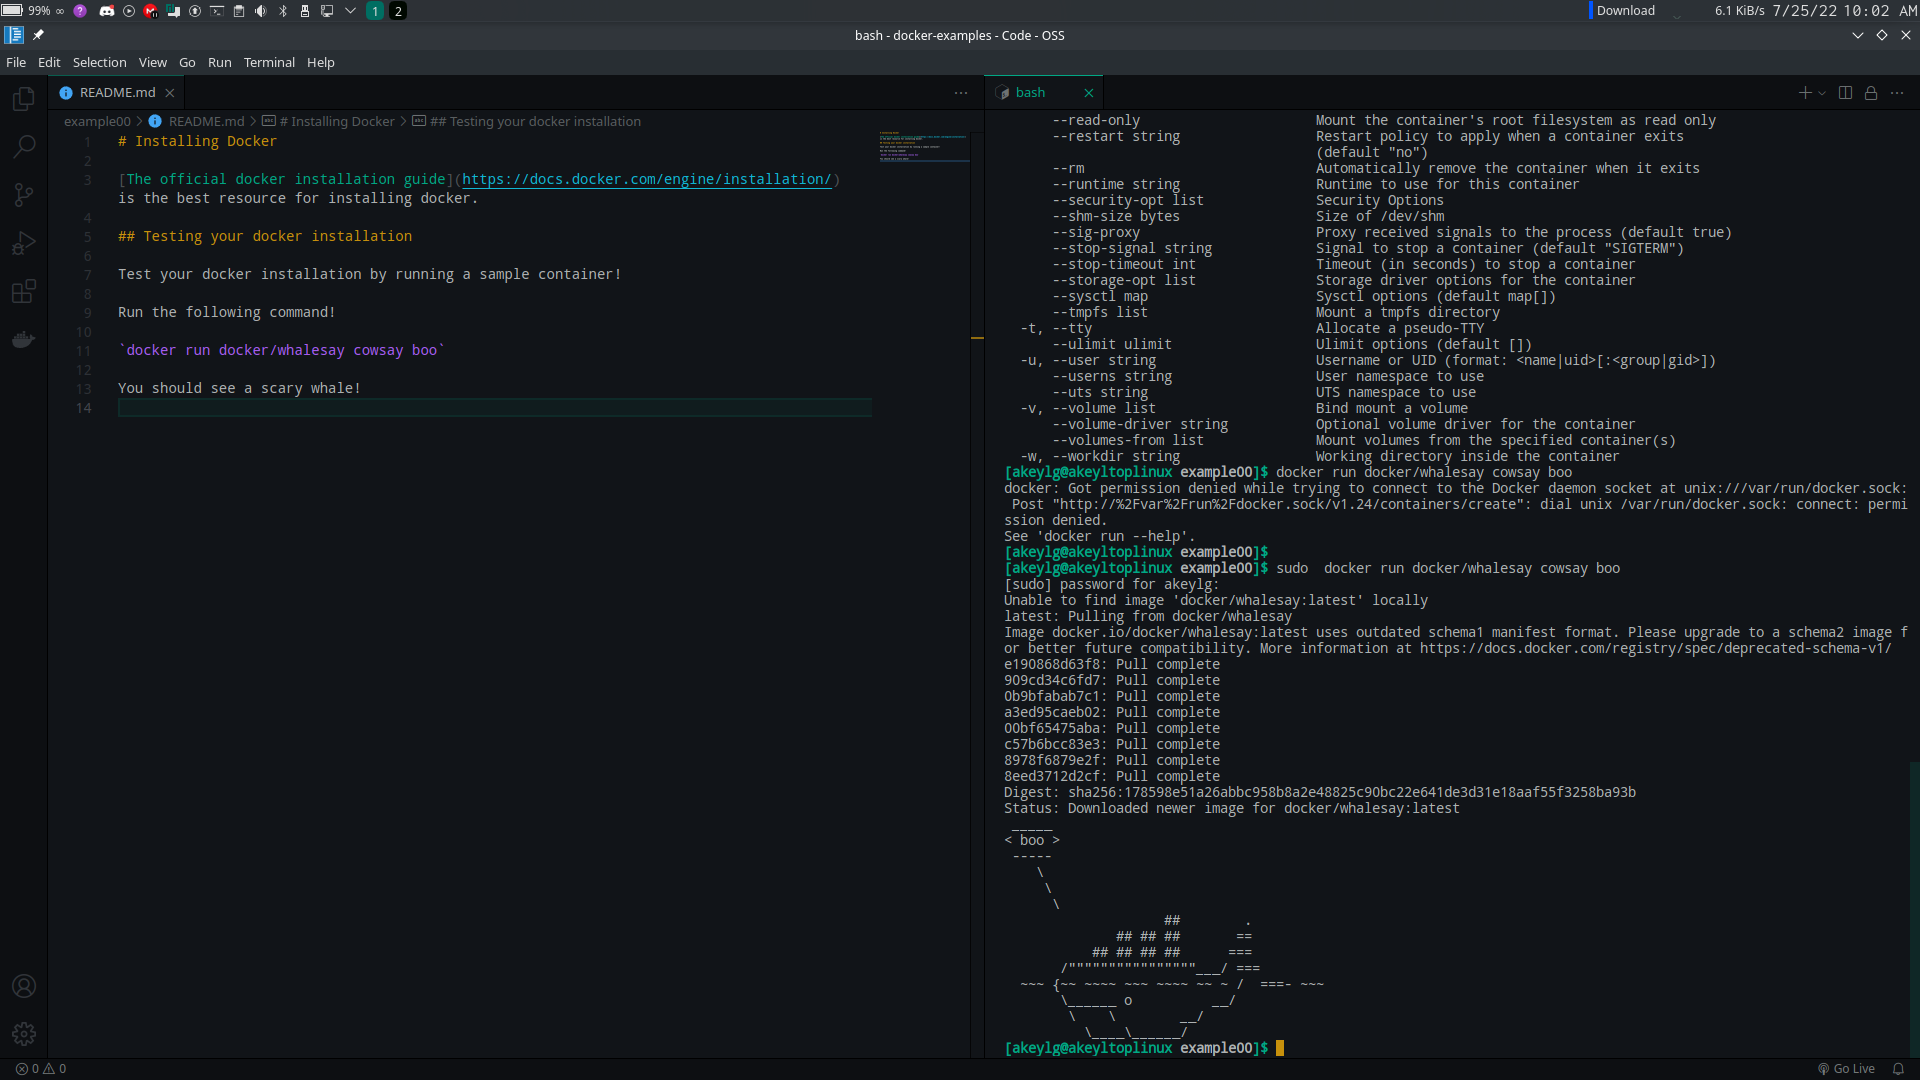 99% ∞ 1 2 Download 6.1 KiB/s 7/25/22 10:02 AM
bash - docker-examples - Code - OSS
File Edit Selection View Go Run Terminal Help
README.md
example00 > README.md > # Installing Docker > ## Testing your docker installation
1 # Installing Docker
2
3 [The official docker installation guide](https://docs.docker.com/engine/installation/)
is the best resource for installing docker.
4
5 ## Testing your docker installation
6
7 Test your docker installation by running a sample container!
8
9 Run the following command!
10
11 `docker run docker/whalesay cowsay boo`
12
13 You should see a scary whale!
14
bash
      --read-only                      Mount the container's root filesystem as read only
      --restart string                 Restart policy to apply when a container exits
                                       (default "no")
      --rm                             Automatically remove the container when it exits
      --runtime string                 Runtime to use for this container
      --security-opt list              Security Options
      --shm-size bytes                 Size of /dev/shm
      --sig-proxy                      Proxy received signals to the process (default true)
      --stop-signal string             Signal to stop a container (default "SIGTERM")
      --stop-timeout int               Timeout (in seconds) to stop a container
      --storage-opt list               Storage driver options for the container
      --sysctl map                     Sysctl options (default map[])
      --tmpfs list                     Mount a tmpfs directory
  -t, --tty                            Allocate a pseudo-TTY
      --ulimit ulimit                  Ulimit options (default [])
  -u, --user string                    Username or UID (format: <name|uid>[:<group|gid>])
      --userns string                  User namespace to use
      --uts string                     UTS namespace to use
  -v, --volume list                    Bind mount a volume
      --volume-driver string           Optional volume driver for the container
      --volumes-from list              Mount volumes from the specified container(s)
  -w, --workdir string                 Working directory inside the container
[akeylg@akeyltoplinux example00]$ docker run docker/whalesay cowsay boo
docker: Got permission denied while trying to connect to the Docker daemon socket at unix:///var/run/docker.sock:
 Post "http://%2Fvar%2Frun%2Fdocker.sock/v1.24/containers/create": dial unix /var/run/docker.sock: connect: permi
ssion denied.
See 'docker run --help'.
[akeylg@akeyltoplinux example00]$
[akeylg@akeyltoplinux example00]$ sudo  docker run docker/whalesay cowsay boo
[sudo] password for akeylg:
Unable to find image 'docker/whalesay:latest' locally
latest: Pulling from docker/whalesay
Image docker.io/docker/whalesay:latest uses outdated schema1 manifest format. Please upgrade to a schema2 image f
or better future compatibility. More information at https://docs.docker.com/registry/spec/deprecated-schema-v1/
e190868d63f8: Pull complete
909cd34c6fd7: Pull complete
0b9bfabab7c1: Pull complete
a3ed95caeb02: Pull complete
00bf65475aba: Pull complete
c57b6bcc83e3: Pull complete
8978f6879e2f: Pull complete
8eed3712d2cf: Pull complete
Digest: sha256:178598e51a26abbc958b8a2e48825c90bc22e641de3d31e18aaf55f3258ba93b
Status: Downloaded newer image for docker/whalesay:latest
 _____
< boo >
 -----
    \
     \
      \
                    ##        .
              ## ## ##       ==
           ## ## ## ##      ===
       /""""""""""""""""___/ ===
  ~~~ {~~ ~~~~ ~~~ ~~~~ ~~ ~ /  ===- ~~~
       \______ o          __/
        \    \        __/
          \____\______/
[akeylg@akeyltoplinux example00]$
0 0 Go Live